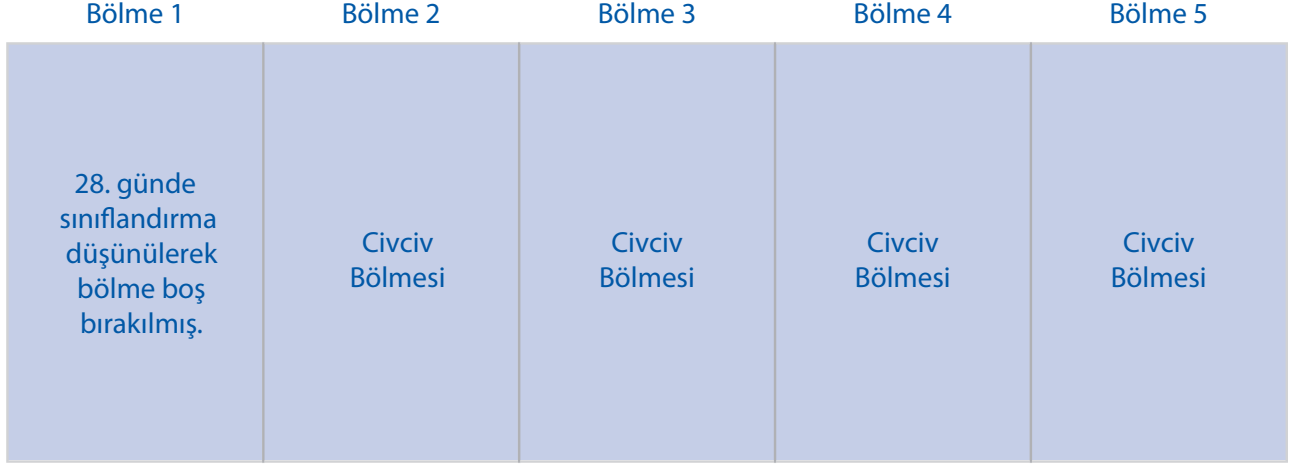 Bölme 1
Bölme 2
Bölme 3
Bölme 4
Bölme 5
28. günde
sınıflandırma
düşünülerek
bölme boş
bırakılmış.
Civciv
Bölmesi
Civciv
Bölmesi
Civciv
Bölmesi
Civciv
Bölmesi